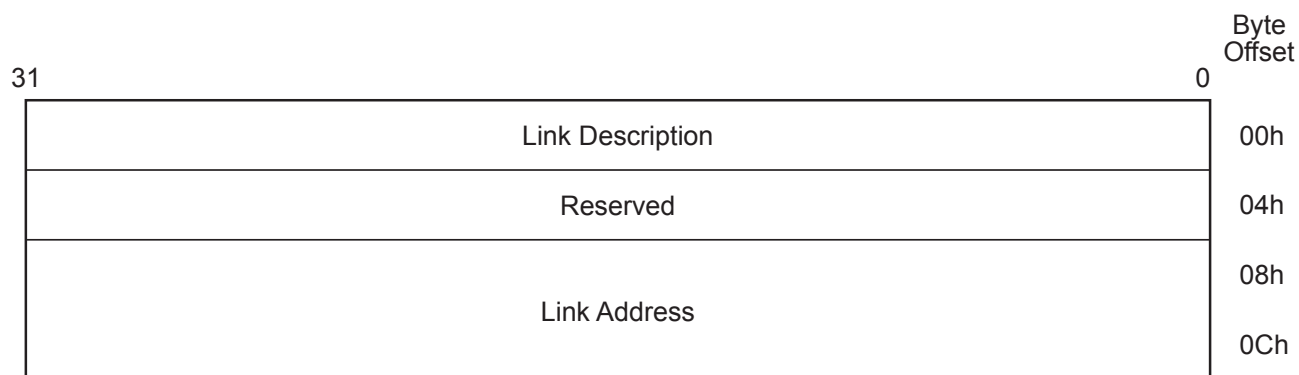 Byte
Offset
31 0
Link Description 00h
Reserved 04h
08h
Link Address
0Ch